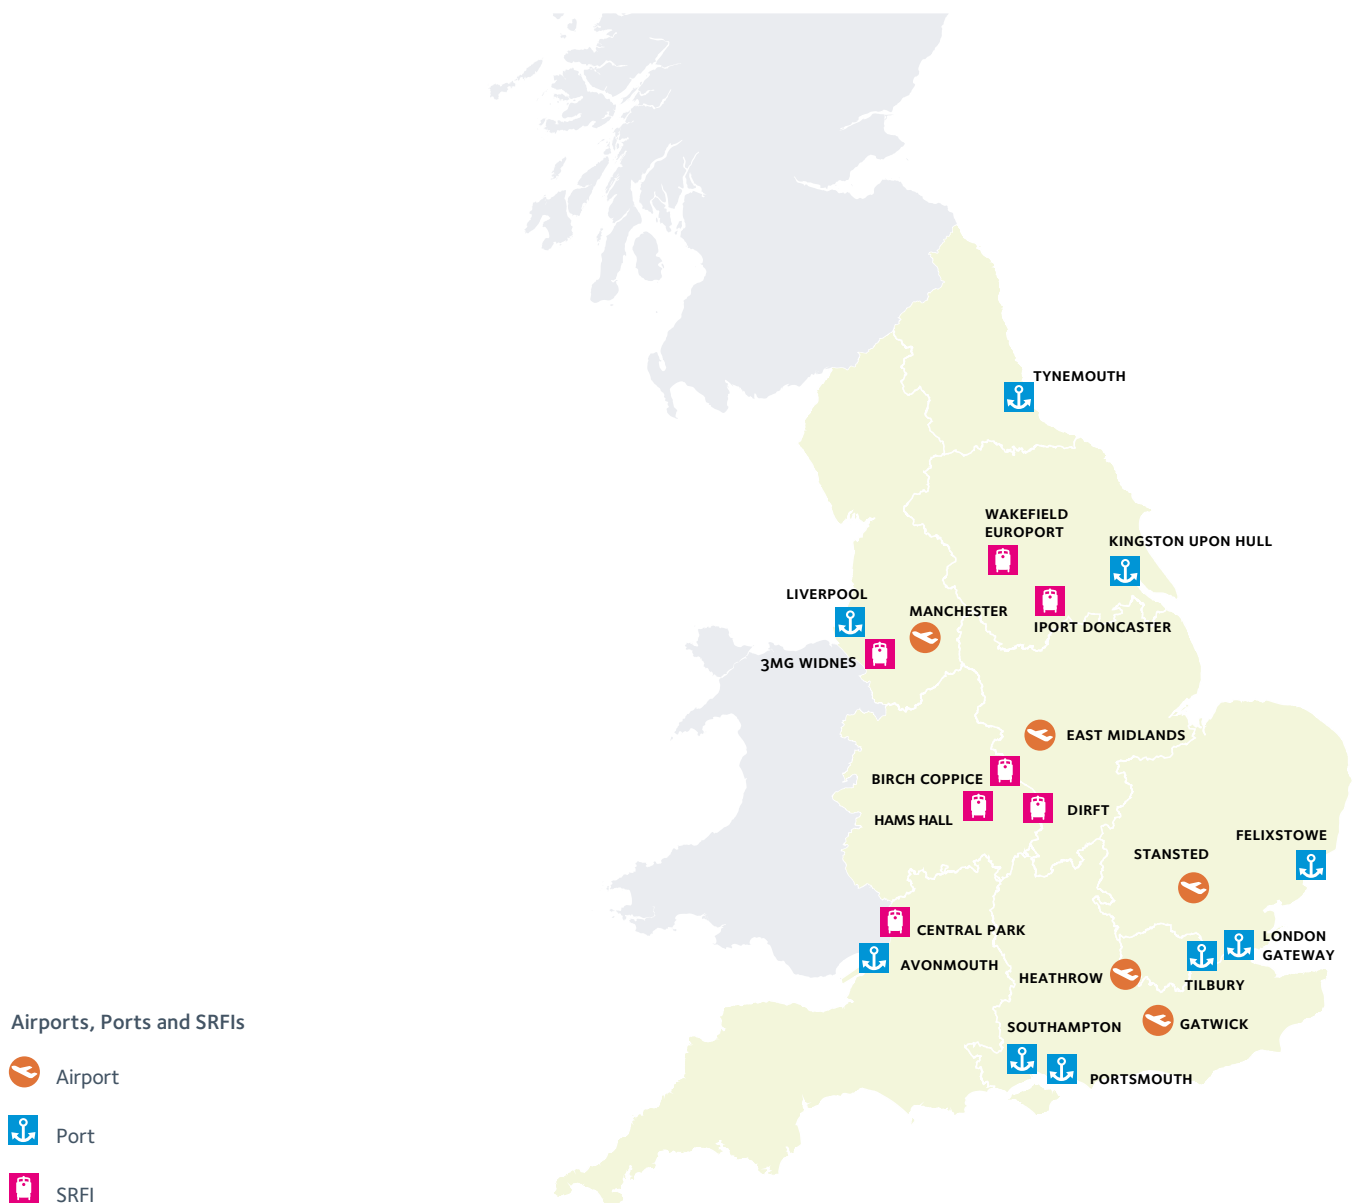 TYNEMOUTH
WAKEFIELD
EUROPORT
KINGSTON UPON HULL
LIVERPOOL
MANCHESTER
IPORT DONCASTER
3MG WIDNES
EAST MIDLANDS
BIRCH COPPICE
HAMS HALL
DIRFT
FELIXSTOWE
STANSTED
CENTRAL PARK
LONDON
GATEWAY
AVONMOUTH
HEATHROW
TILBURY
SOUTHAMPTON
GATWICK
PORTSMOUTH
Airports, Ports and SRFIs
Airport
Port
SRFI